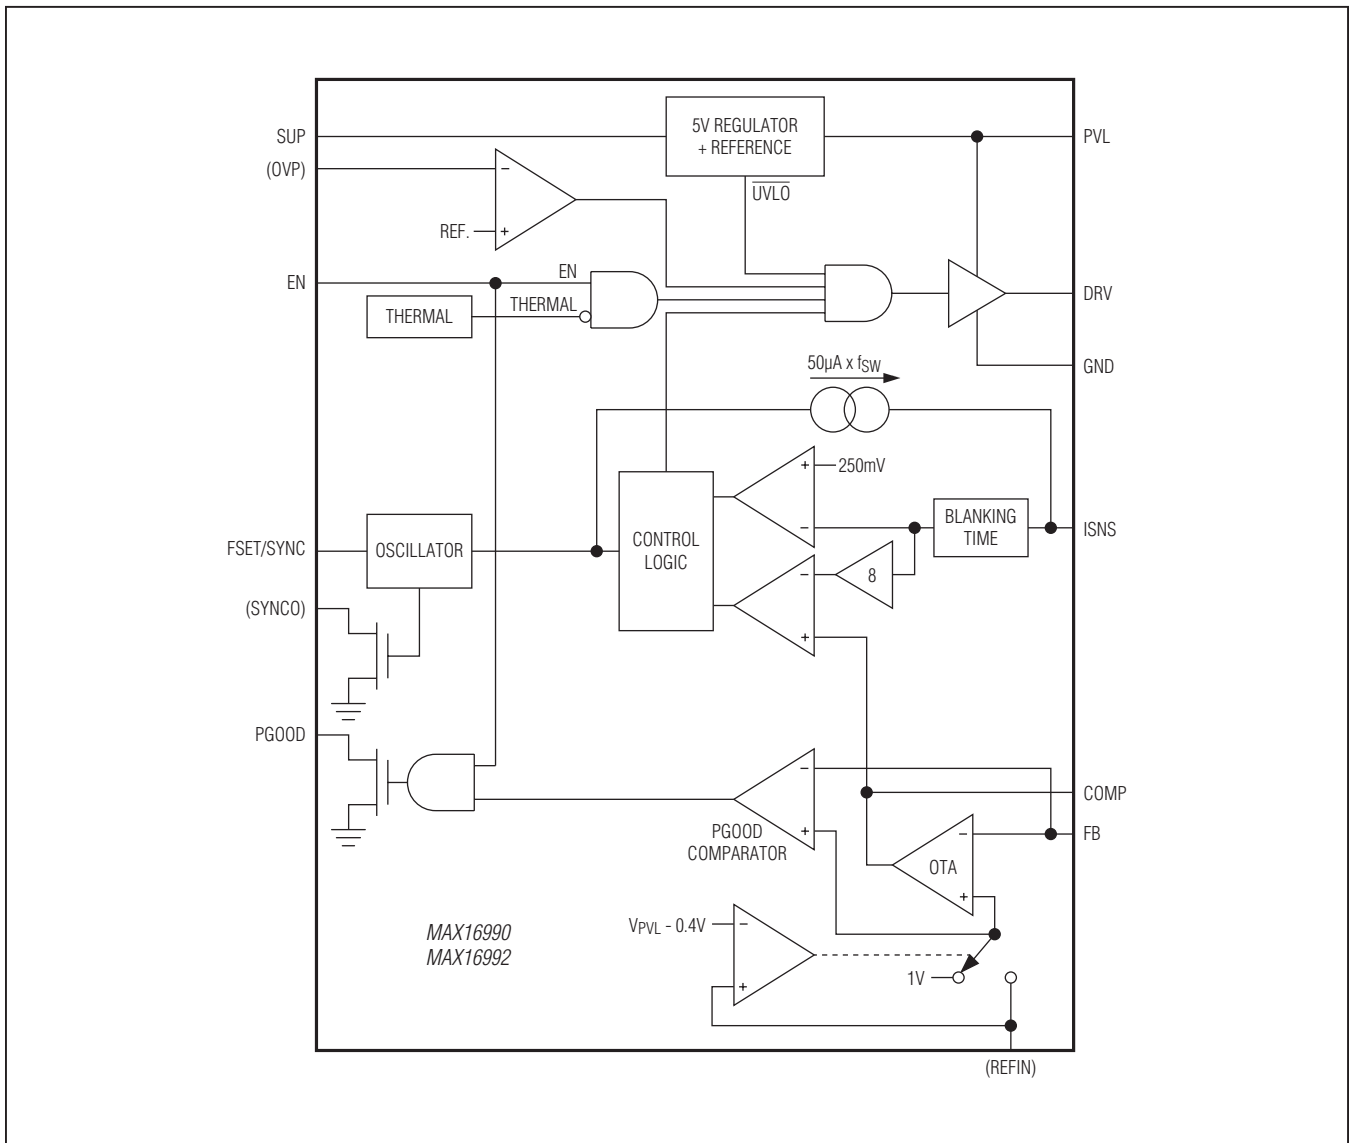 SUP
5V REGULATOR
+ REFERENCE
PVL
(OVP)
−
UVLO
REF.
+
EN
EN
DRV
THERMAL
THERMAL
GND
50µA x fSW
+
250mV
−
BLANKING
TIME
ISNS
FSET/SYNC
OSCILLATOR
CONTROL
LOGIC
−
8
(SYNCO)
+
PGOOD
−
COMP
PGOOD
COMPARATOR
+
−
FB
OTA
+
MAX16990
MAX16992
VPVL - 0.4V
−
1V
+
(REFIN)